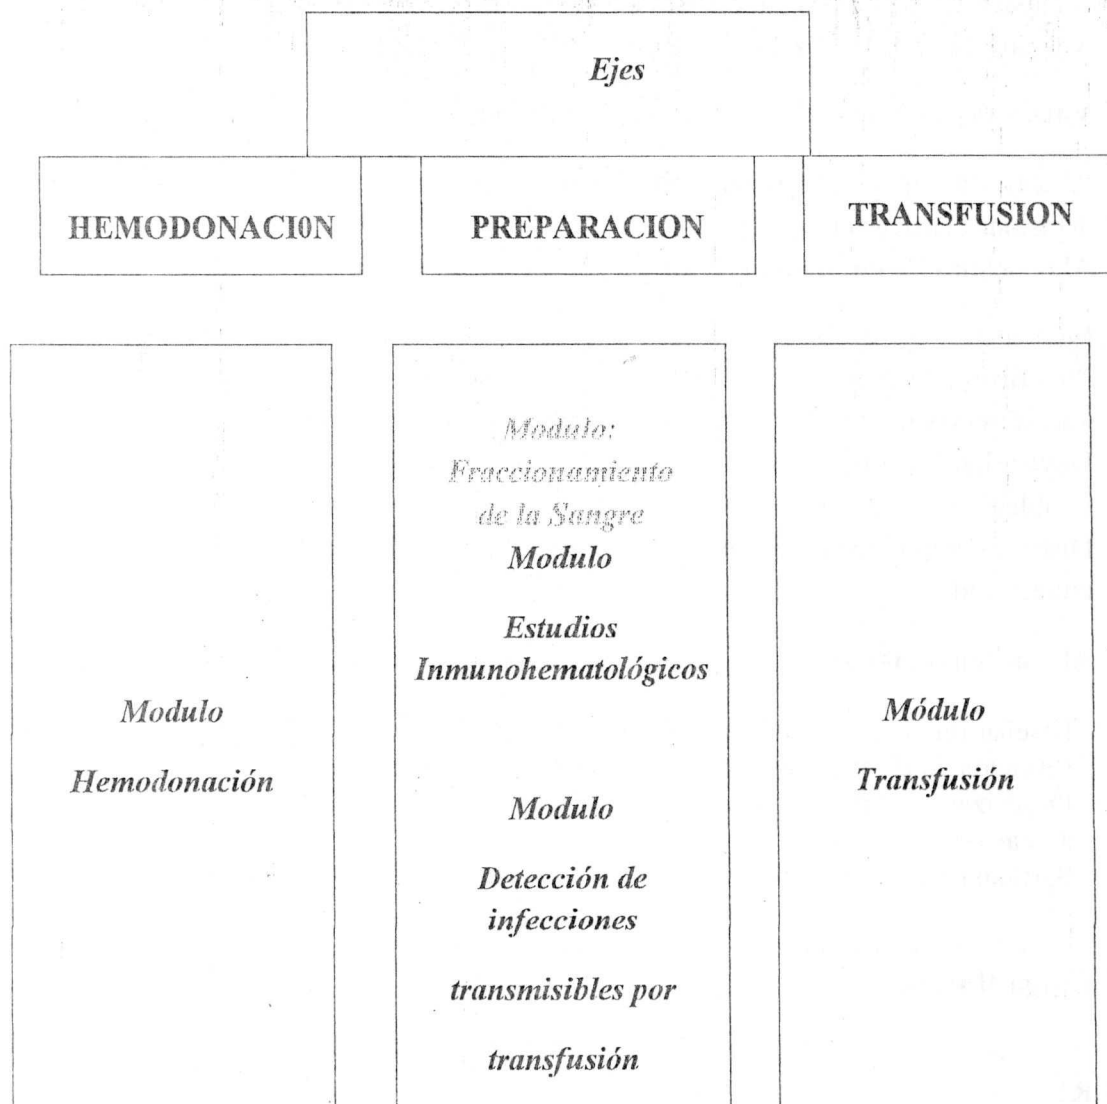 Ejes
HEMODONACI0N
PREPARACION
TRANSFUSION
Modulo
Hemodonación
Modulo:
Fraccionamiento
de la Sangre
Modulo
Estudios
Inmunohematológicos
Modulo
Detección de
infecciones
transmisibles por
transfusión
Módulo
Transfusión